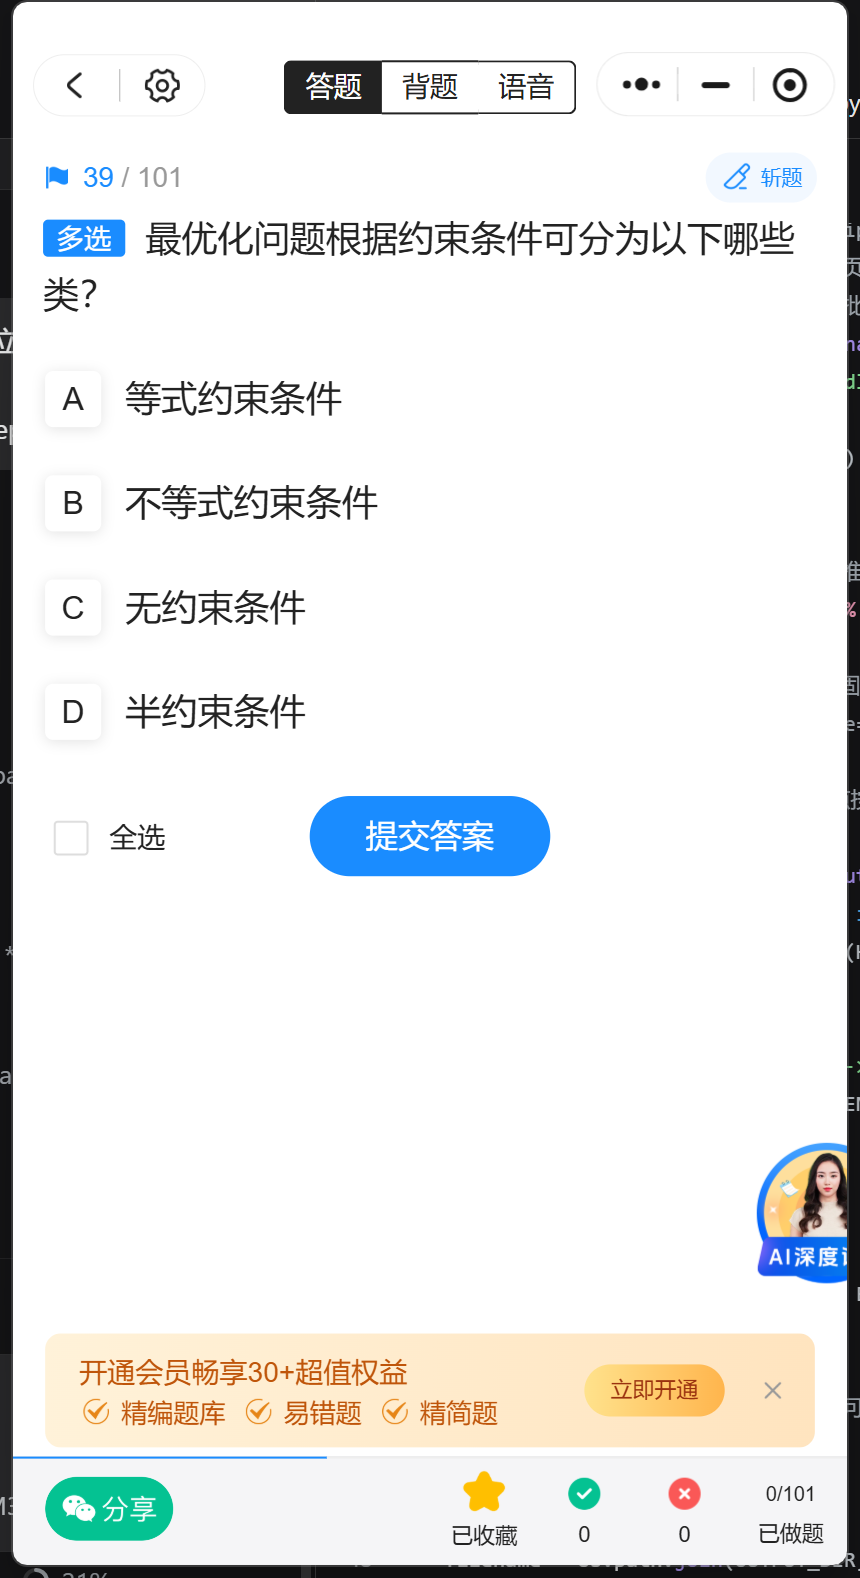 答题 背题 语音
39 / 101
斩题
多选 最优化问题根据约束条件可分为以下哪些
类?
A 等式约束条件
B 不等式约束条件
C 无约束条件
D 半约束条件
全选 提交答案
AI深度
开通会员畅享30+超值权益
精编题库 易错题 精简题
立即开通
分享
已收藏
0
0
0/101
已做题